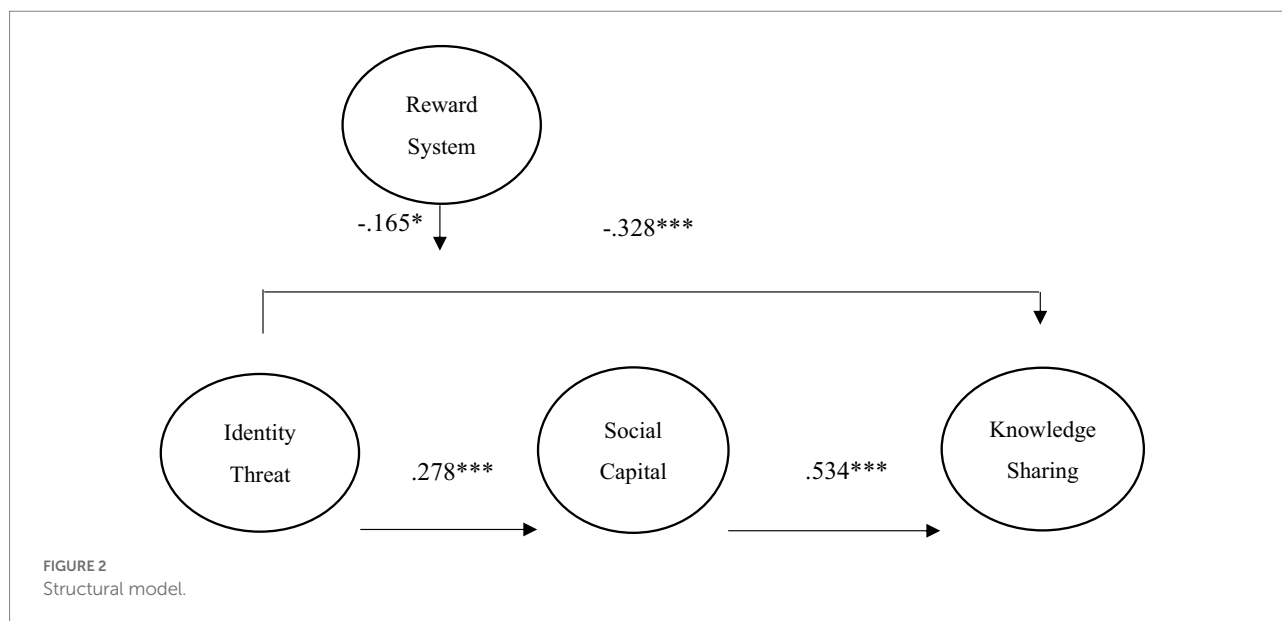 Reward
System
-.165*
-.328***
Identity
Threat
.278***
Social
Capital
.534***
Knowledge
Sharing
FIGURE 2
Structural model.